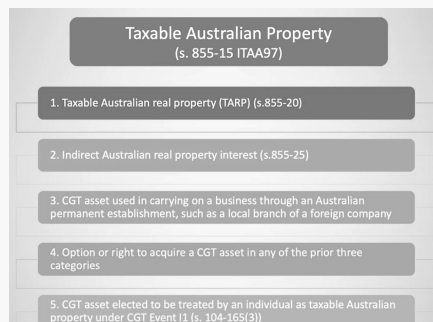 Taxable Australian Property
(s. 855-15 ITAA97)
1. Taxable Australian real property (TARP) (s.855-20)
2. Indirect Australian real property interest (s.855-25)
3. CGT asset used in carrying on a business through an Australian
permanent establishment, such as a local branch of a foreign company
4. Option or right to acquire a CGT asset in any of the prior three
categories
5. CGT asset elected to be treated by an individual as taxable Australian
property under CGT Event I1 (s. 104-165(3))